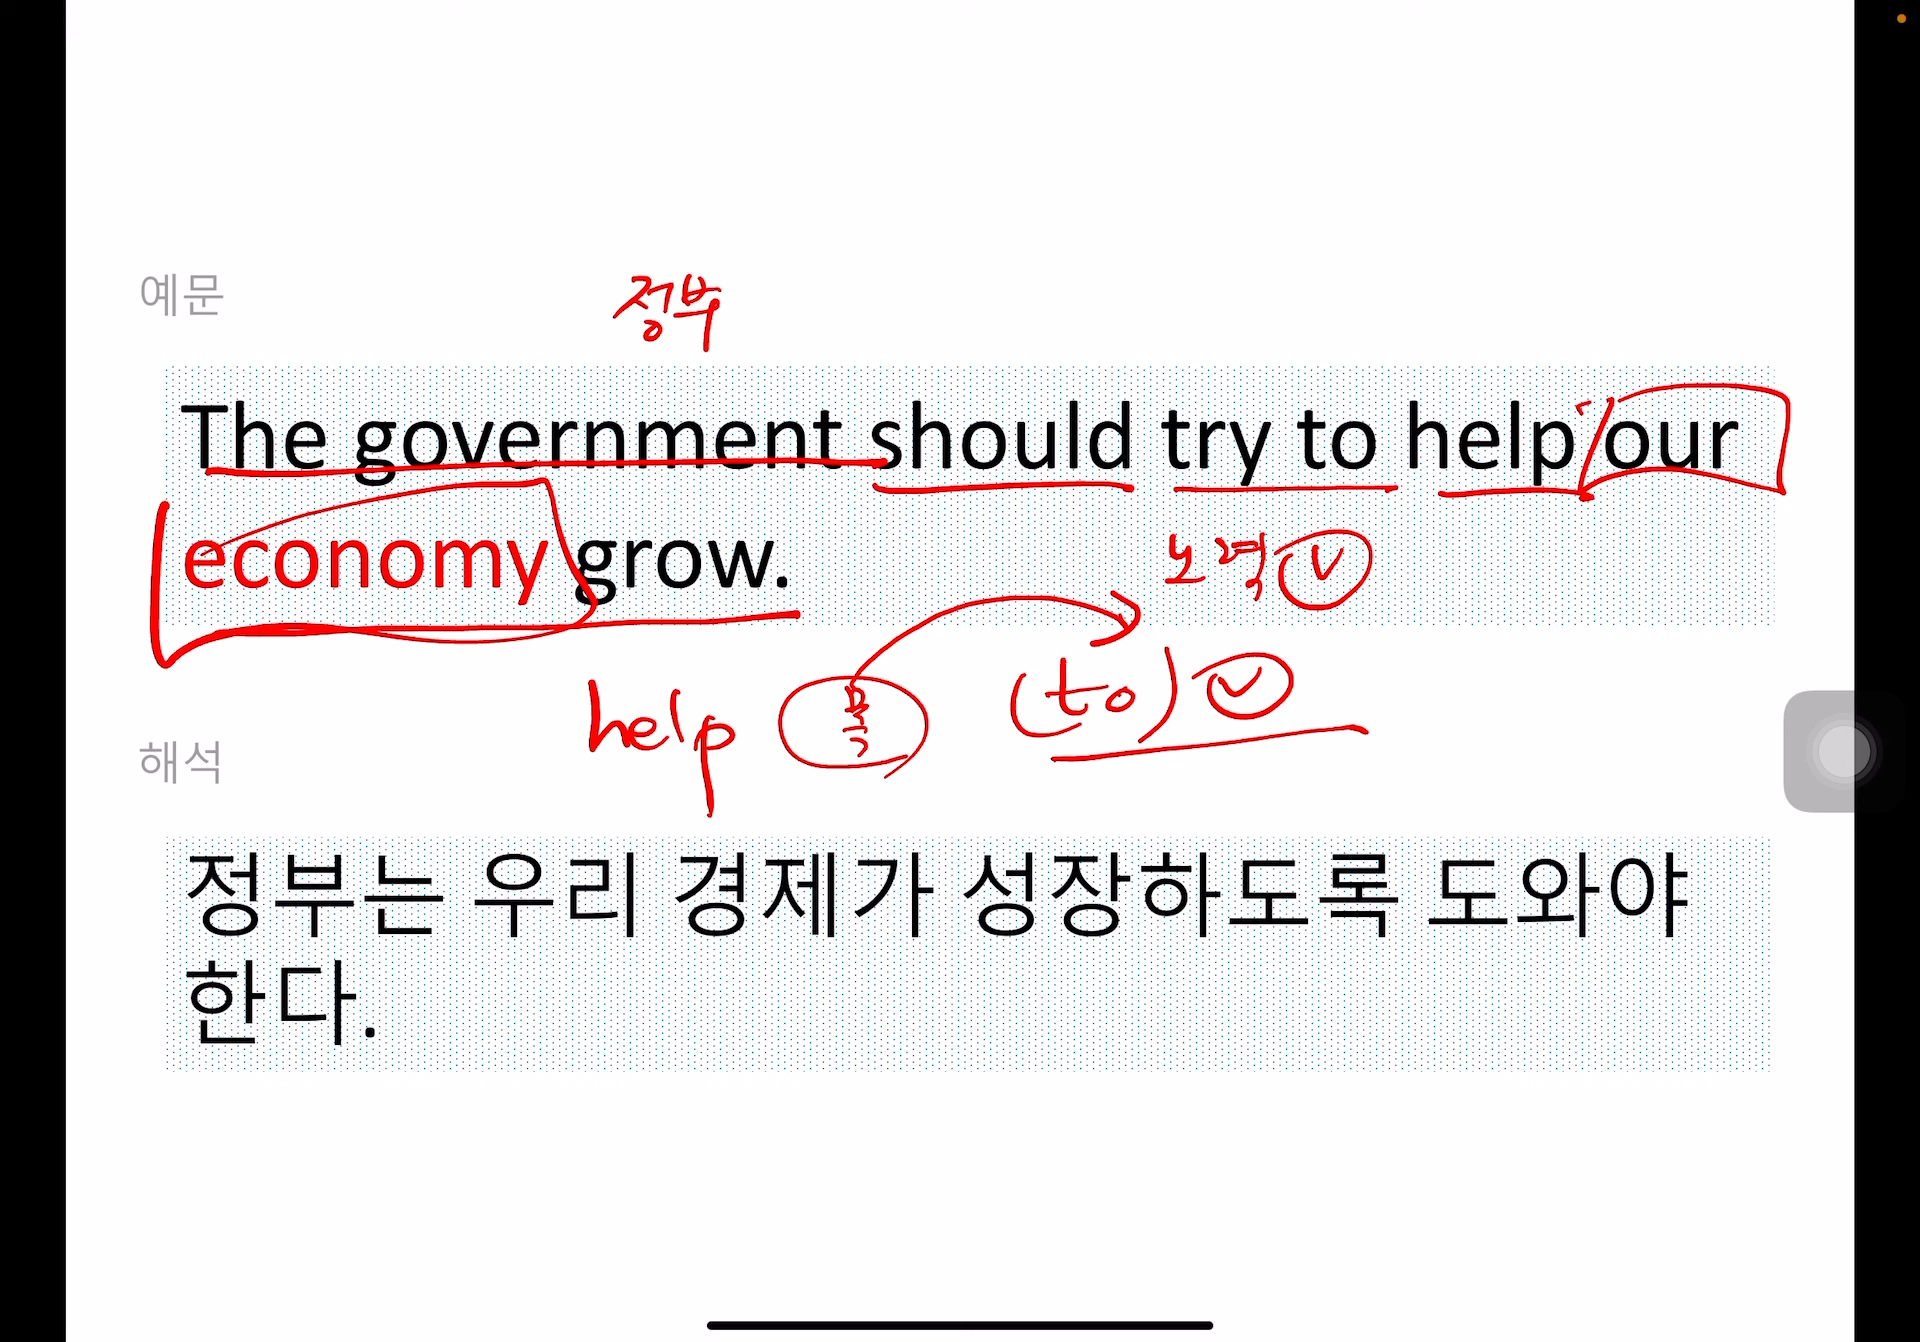 예문
정부
The government should try to help our
economy grow.
노력 V
help 목 (to) V
해석
정부는 우리 경제가 성장하도록 도와야
한다.